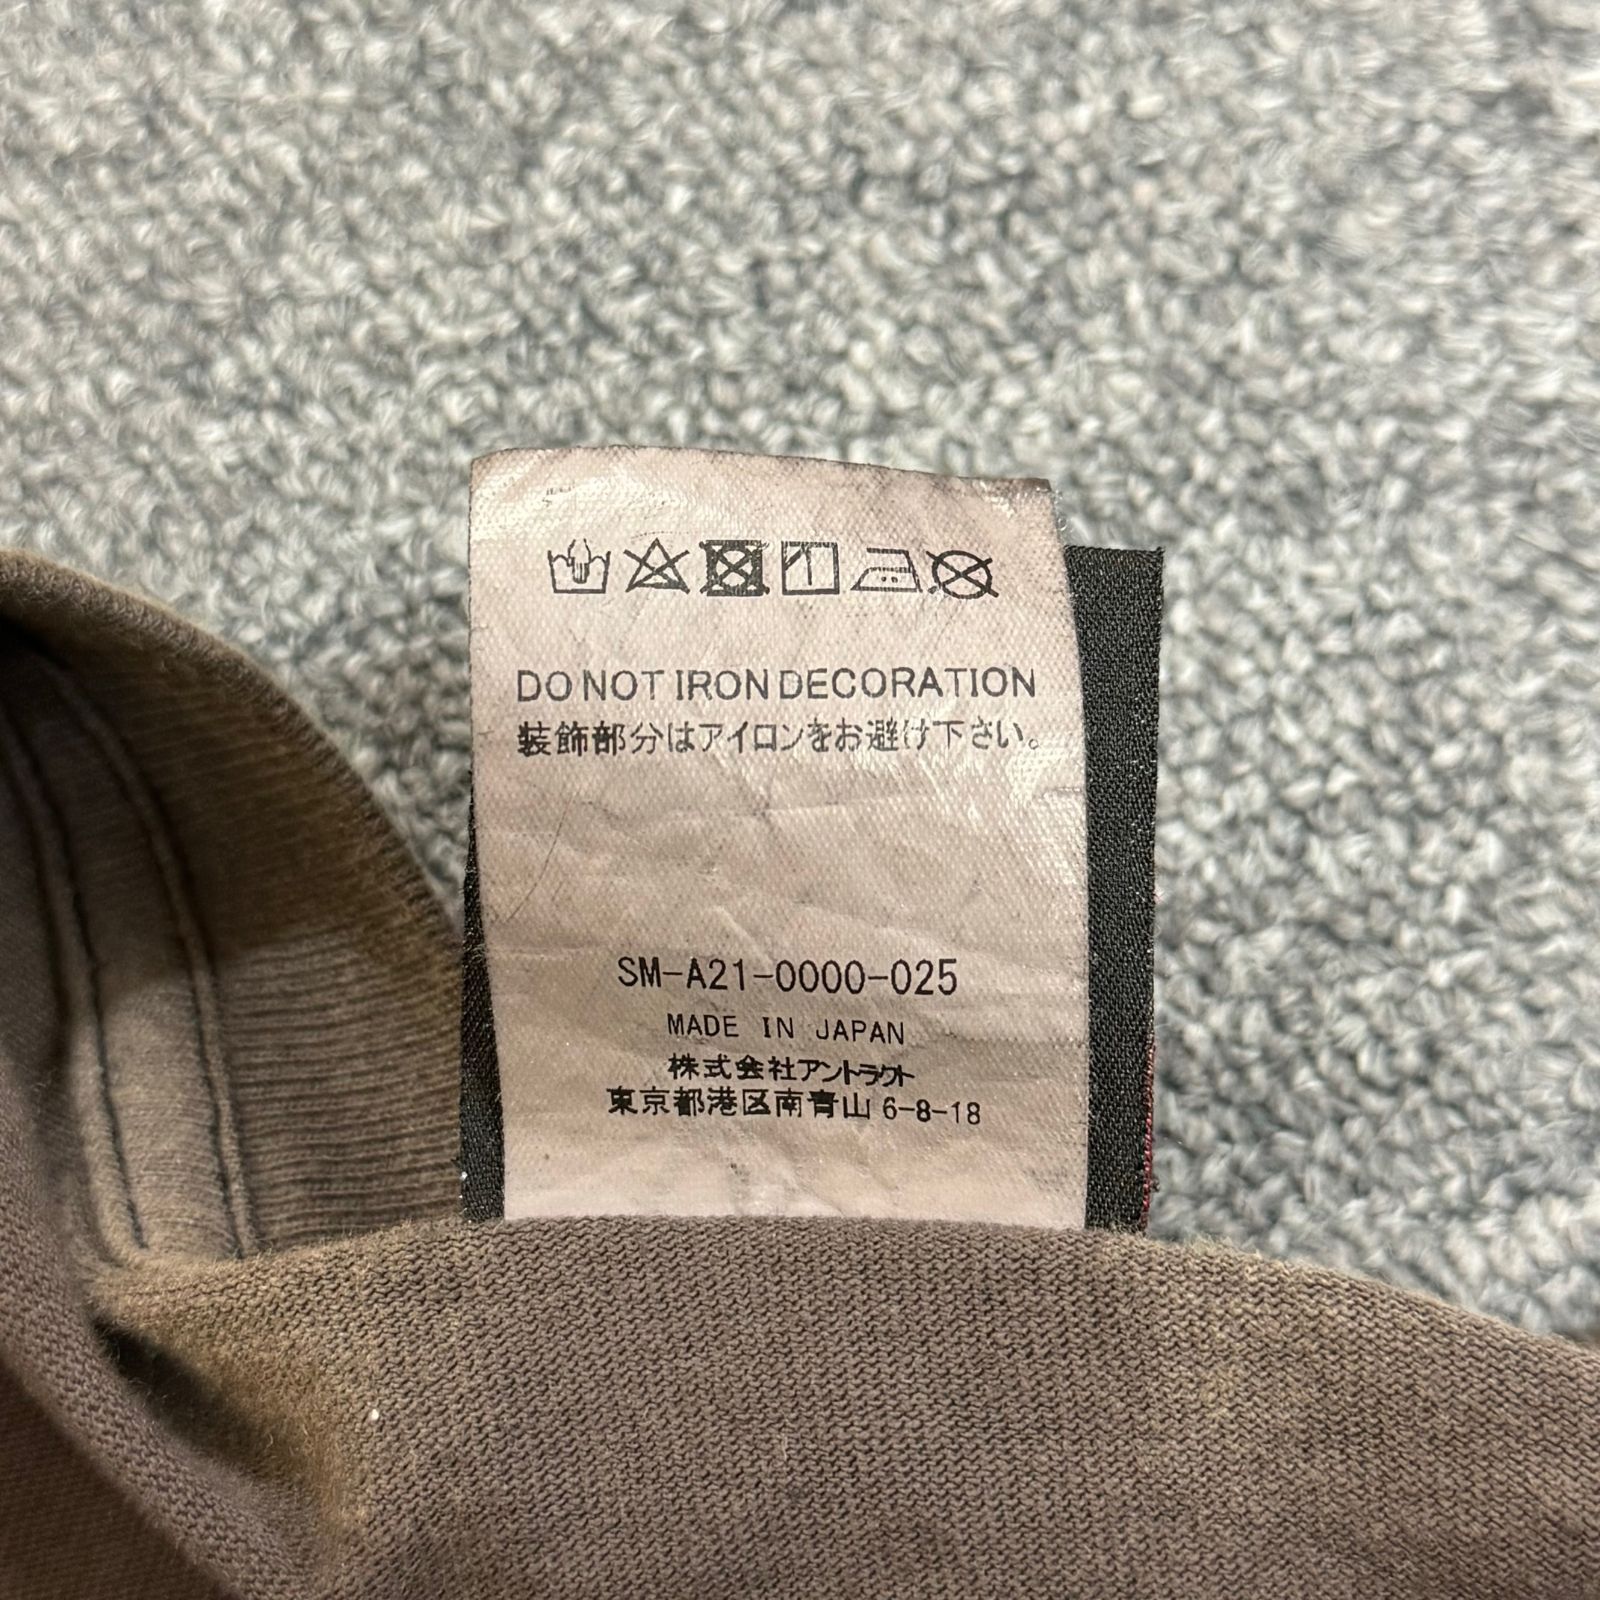 DO NOT IRON DECORATION
装飾部分はアイロンをお避け下さい。
SM-A21-0000-025
MADE IN JAPAN
株式会社アントラクト
東京都港区南青山 6-8-18